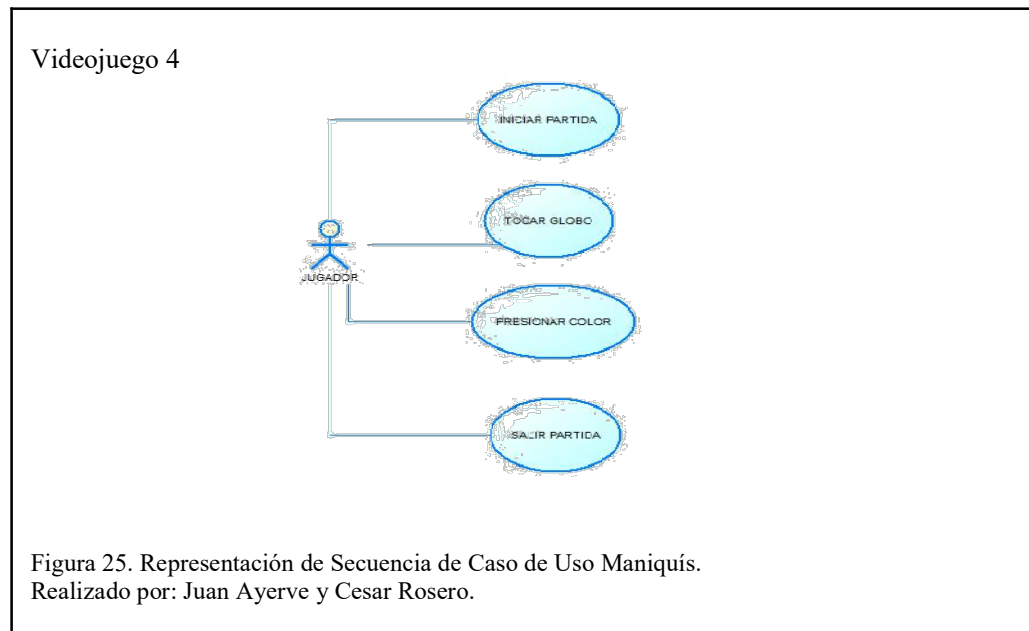 Videojuego 4
INICIAR PARTIDA
TOCAR GLOBO
JUGADOR
PRESIONAR COLOR
SALIR PARTIDA
Figura 25. Representación de Secuencia de Caso de Uso Maniquís.
Realizado por: Juan Ayerve y Cesar Rosero.